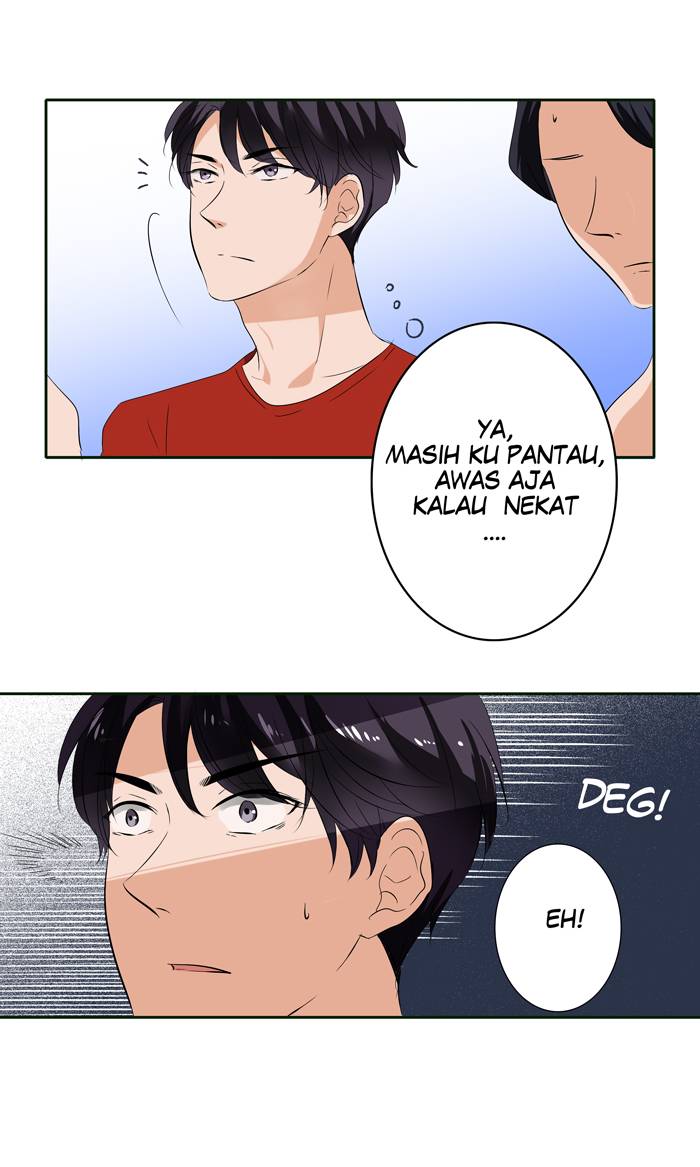 YA,
MASIH KU PANTAU,
AWAS AJA
KALAU NEKAT
....
DEG!
EH!